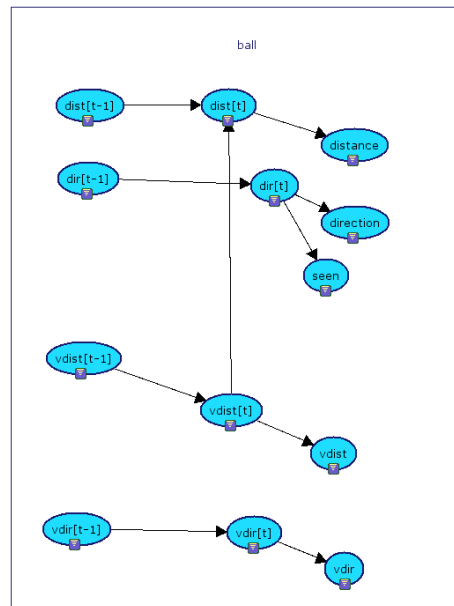 ball
dist[t-1]
dist[t]
distance
dir[t-1]
dir[t]
direction
seen
vdist[t-1]
vdist[t]
vdist
vdir[t-1]
vdir[t]
vdir